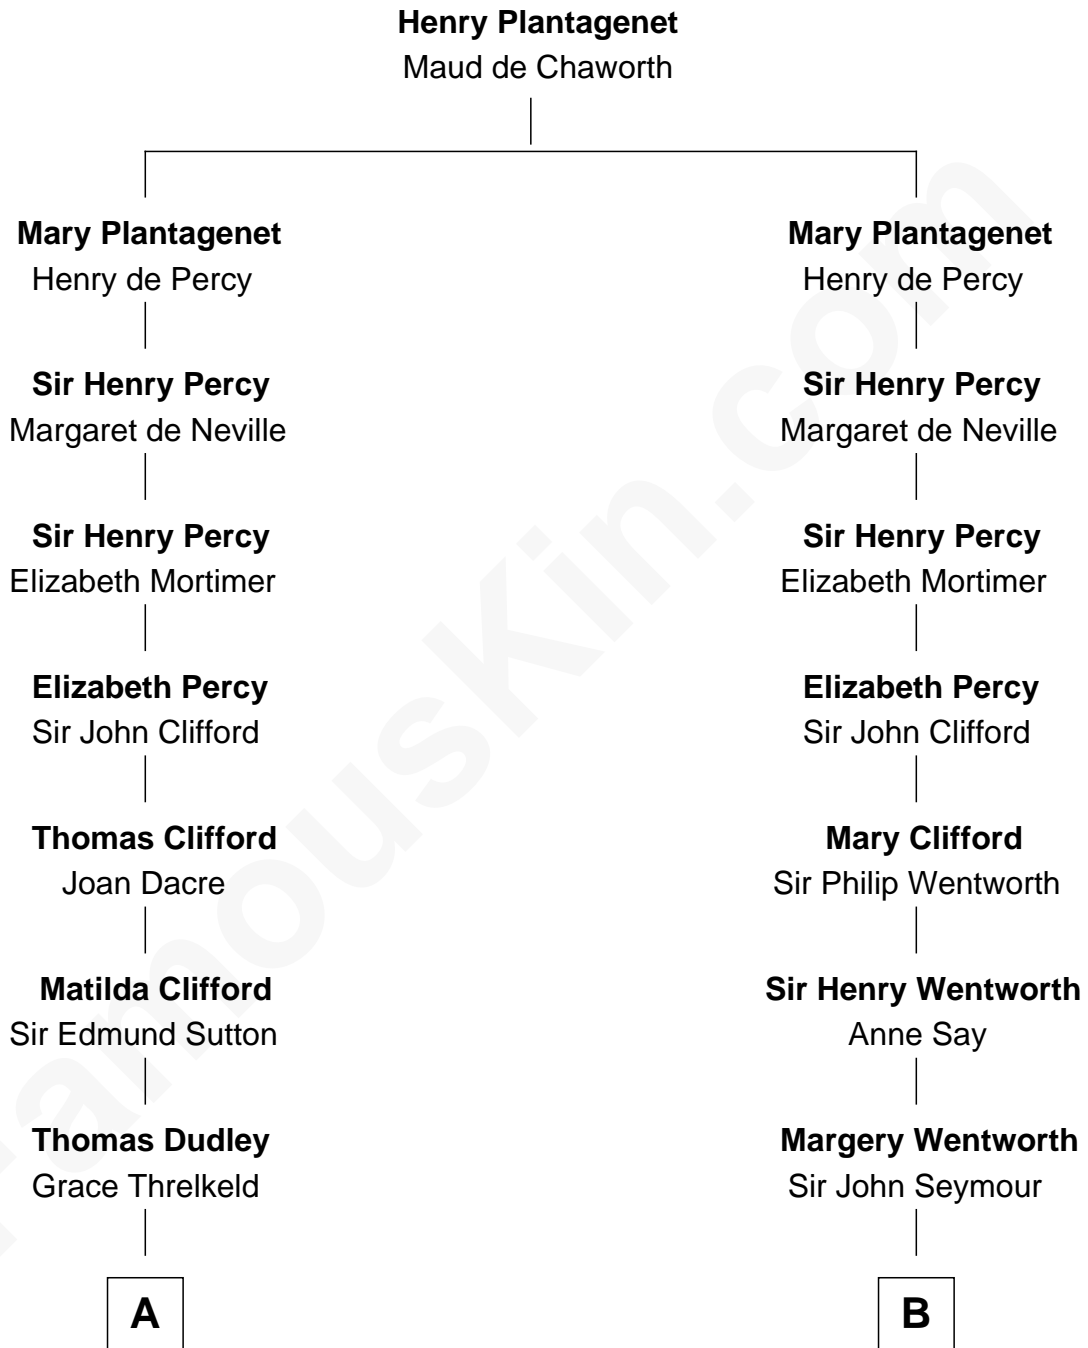 Henry Plantagenet
Maud de Chaworth
Mary Plantagenet
Henry de Percy
Mary Plantagenet
Henry de Percy
Sir Henry Percy
Margaret de Neville
Sir Henry Percy
Margaret de Neville
Sir Henry Percy
Elizabeth Mortimer
Sir Henry Percy
Elizabeth Mortimer
Elizabeth Percy
Sir John Clifford
Elizabeth Percy
Sir John Clifford
Thomas Clifford
Joan Dacre
Mary Clifford
Sir Philip Wentworth
Matilda Clifford
Sir Edmund Sutton
Sir Henry Wentworth
Anne Say
Thomas Dudley
Grace Threlkeld
Margery Wentworth
Sir John Seymour
A
B
FamousKin.com